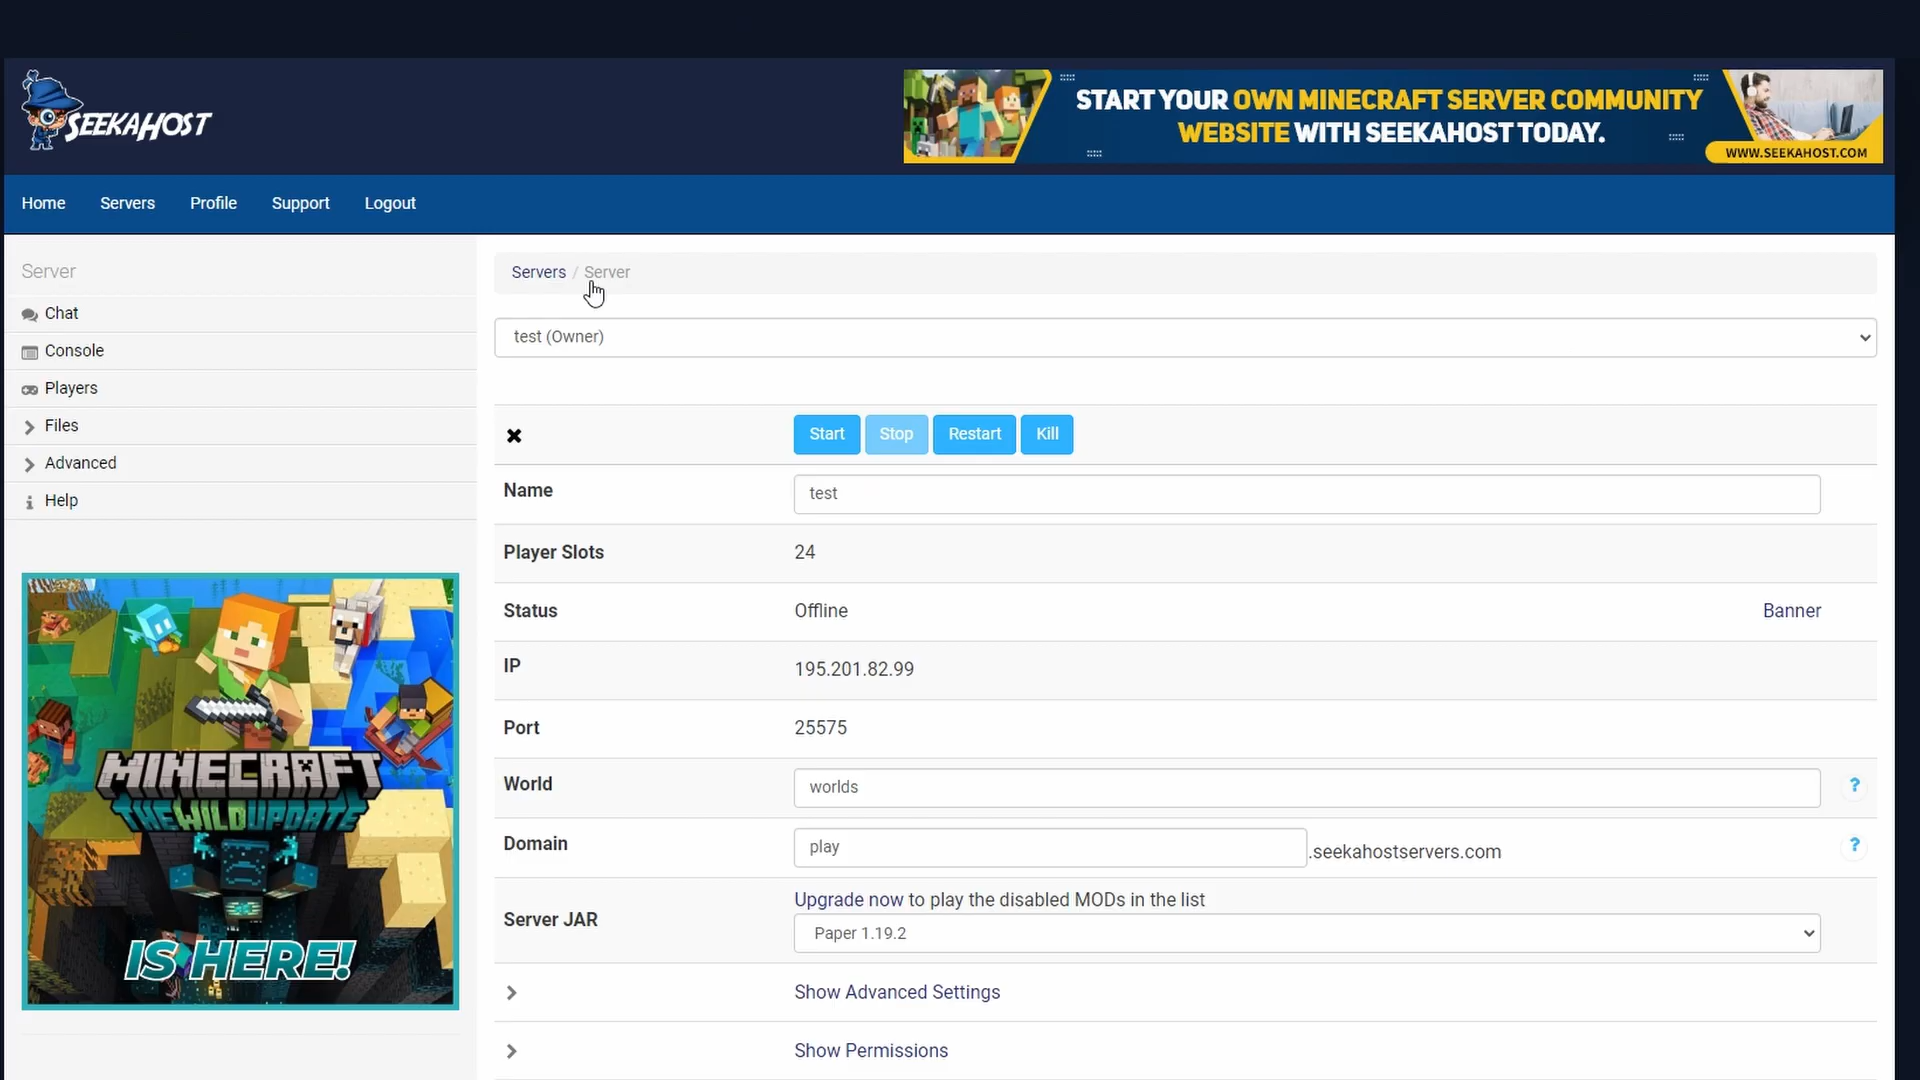 SEEKAHOST
START YOUR OWN MINECRAFT SERVER COMMUNITY
WEBSITE WITH SEEKAHOST TODAY.
WWW.SEEKAHOST.COM
Home
Servers
Profile
Support
Logout
Server
Chat
Console
Players
Files
Advanced
Help
MINECRAFT
THE WILD UPDATE
IS HERE!
Servers / Server
test (Owner)
Start
Stop
Restart
Kill
Name
test
Player Slots
24
Status
Offline
Banner
IP
195.201.82.99
Port
25575
World
worlds
?
Domain
play
.seekahostservers.com
?
Server JAR
Upgrade now to play the disabled MODs in the list
Paper 1.19.2
Show Advanced Settings
Show Permissions